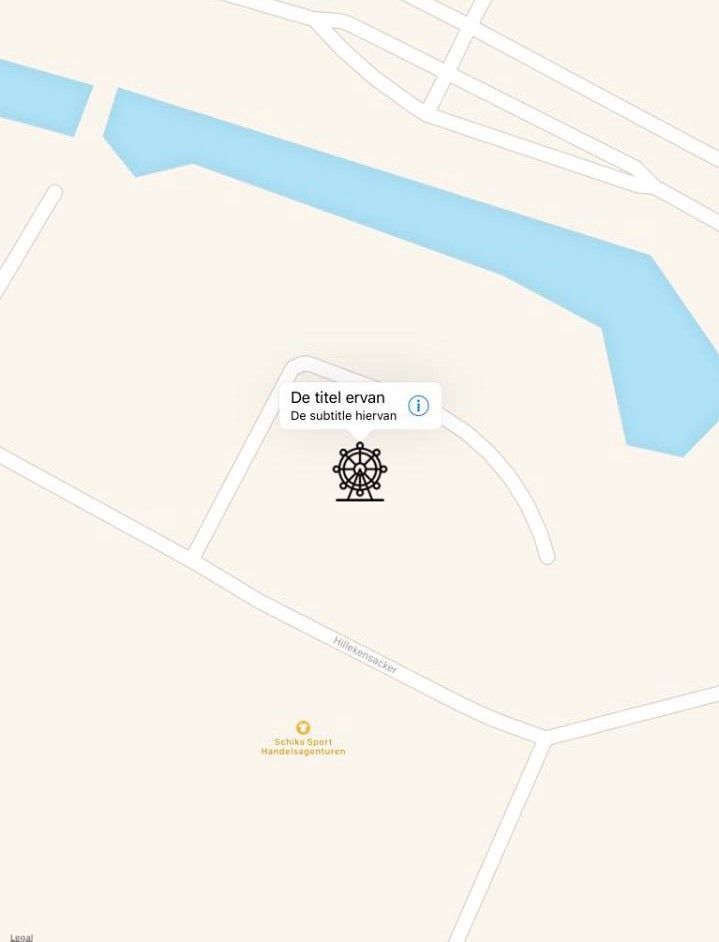 De titel ervan
De subtitle hiervan
Hillekensacker
Schiks Sport
Handelsagenturen
Legal